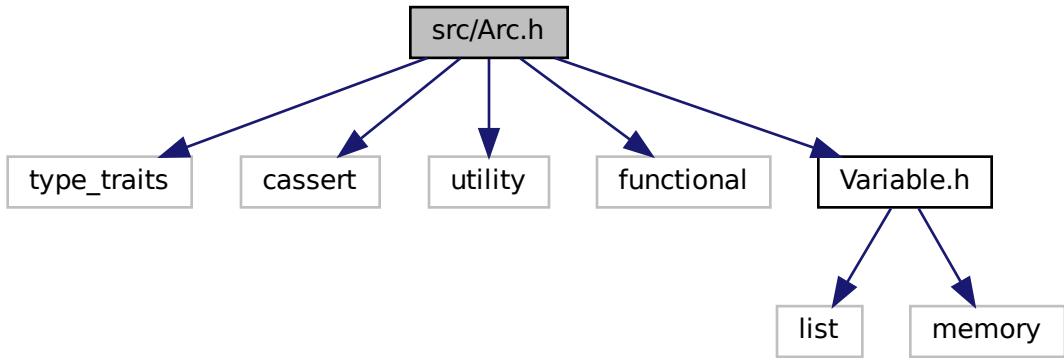 src/Arc.h
type_traits
cassert
utility
functional
Variable.h
list
memory